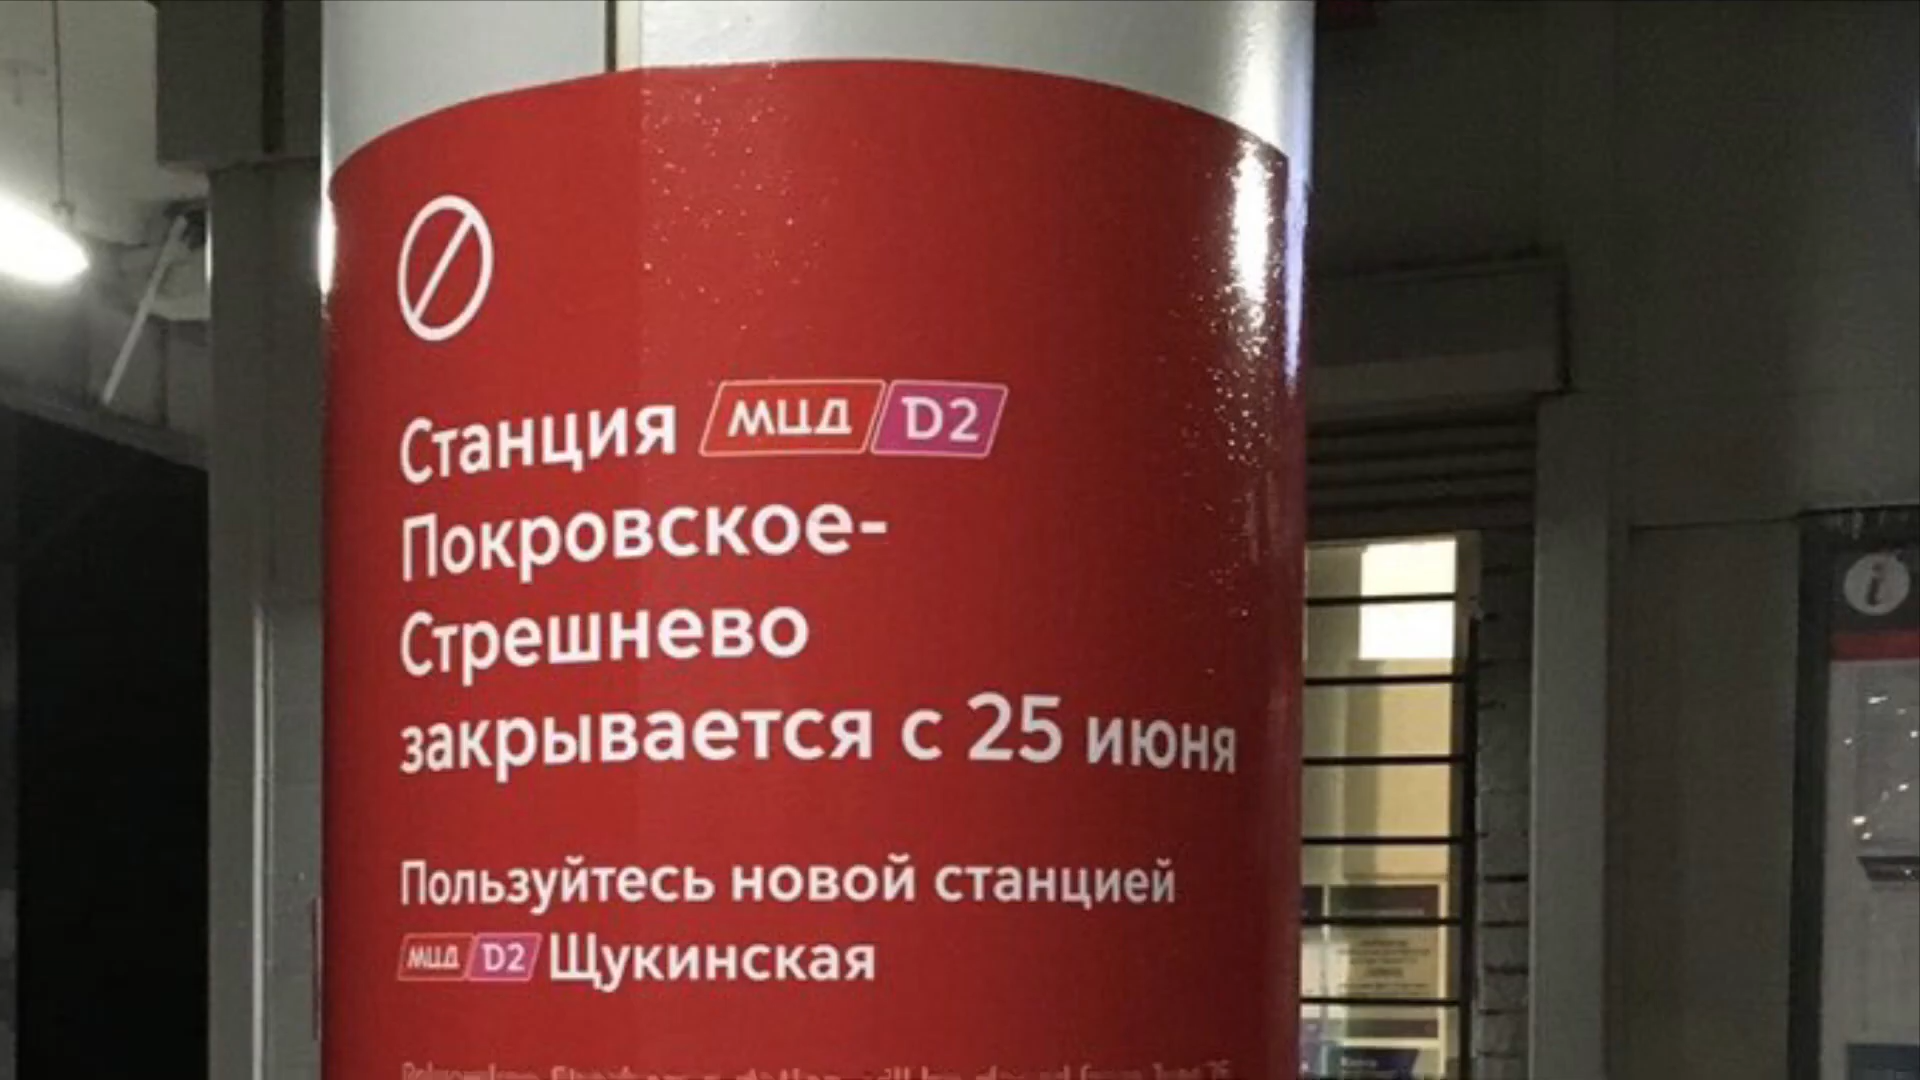 Станция МЦД D2
Покровское-
Стрешнево
закрывается с 25 июня
Пользуйтесь новой станцией
МЦД D2 Щукинская
i